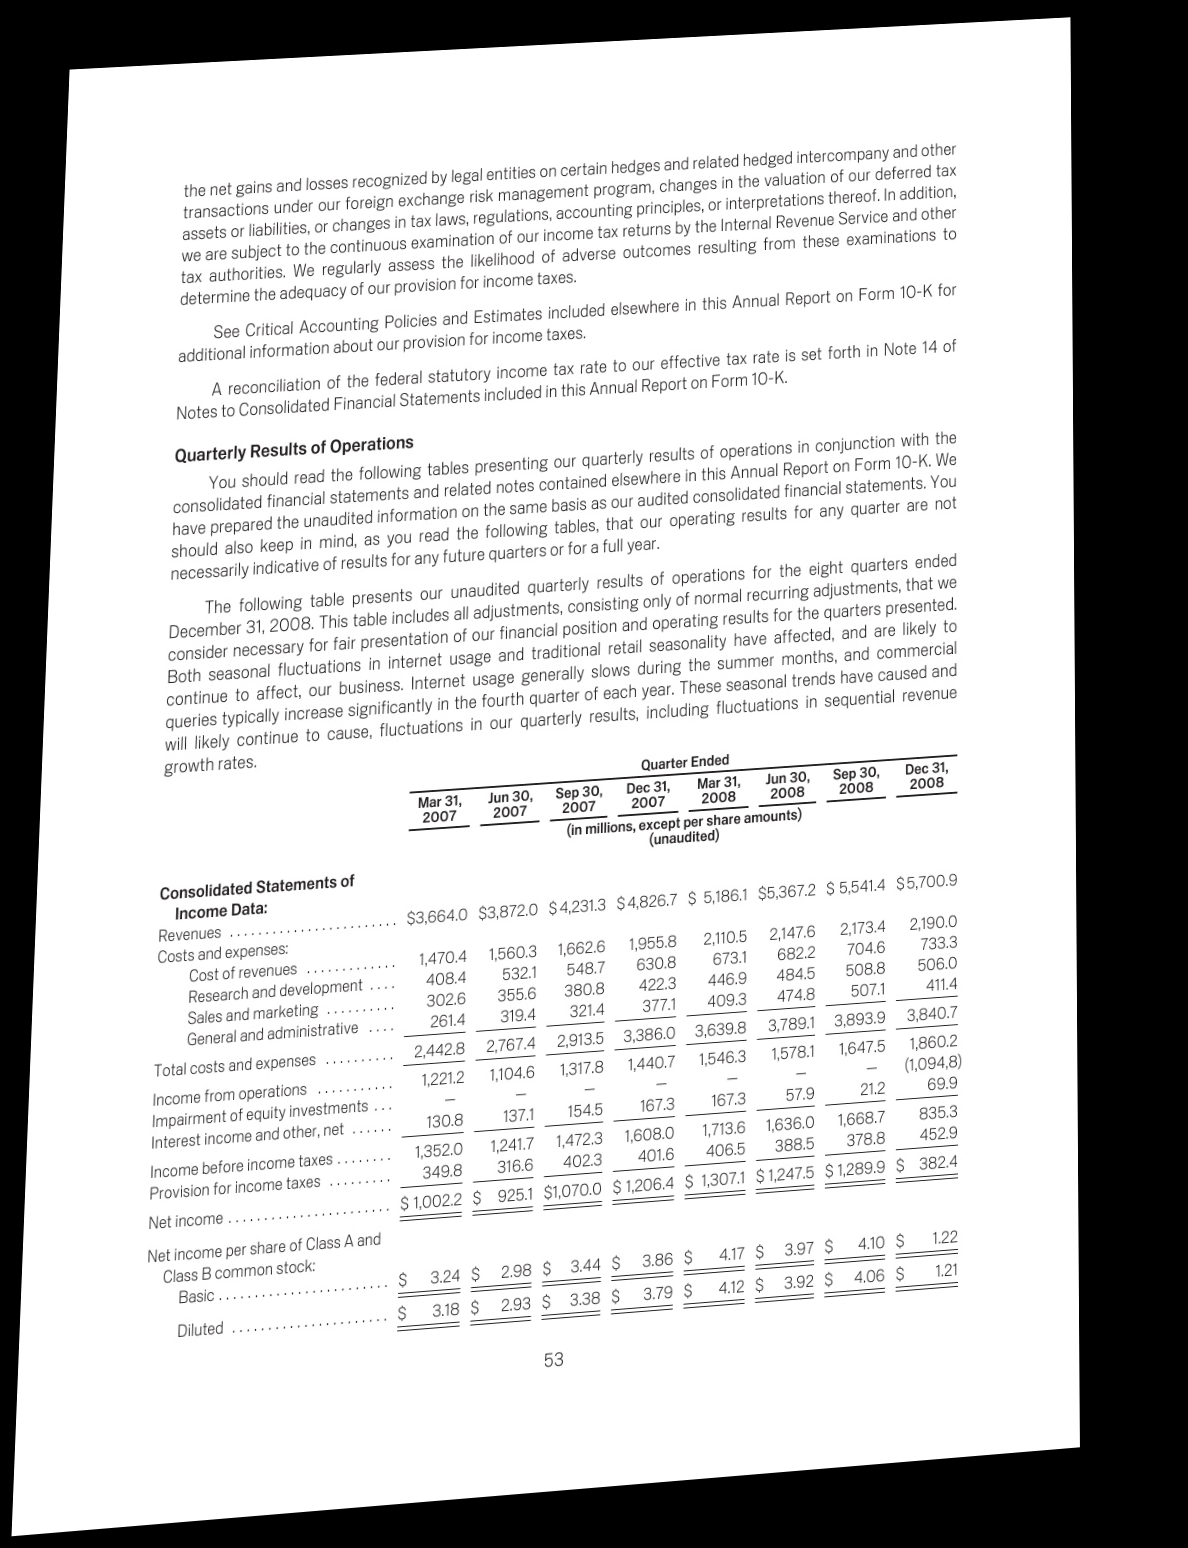 the net gains and losses recognized by legal entities on certain hedges and related hedged intercompany and other
transactions under our foreign exchange risk management program, changes in the valuation of our deferred tax
assets or liabilities, or changes in tax laws, regulations, accounting principles, or interpretations thereof. In addition,
we are subject to the continuous examination of our income tax returns by the Internal Revenue Service and other
tax authorities. We regularly assess the likelihood of adverse outcomes resulting from these examinations to
determine the adequacy of our provision for income taxes.
See Critical Accounting Policies and Estimates included elsewhere in this Annual Report on Form 10-K for
additional information about our provision for income taxes.
A reconciliation of the federal statutory income tax rate to our effective tax rate is set forth in Note 14 of
Notes to Consolidated Financial Statements included in this Annual Report on Form 10-K.
Quarterly Results of Operations
You should read the following tables presenting our quarterly results of operations in conjunction with the
consolidated financial statements and related notes contained elsewhere in this Annual Report on Form 10-K. We
have prepared the unaudited information on the same basis as our audited consolidated financial statements. You
should also keep in mind, as you read the following tables, that our operating results for any quarter are not
necessarily indicative of results for any future quarters or for a full year.
The following table presents our unaudited quarterly results of operations for the eight quarters ended
December 31, 2008. This table includes all adjustments, consisting only of normal recurring adjustments, that we
consider necessary for fair presentation of our financial position and operating results for the quarters presented.
Both seasonal fluctuations in internet usage and traditional retail seasonality have affected, and are likely to
continue to affect, our business. Internet usage generally slows during the summer months, and commercial
queries typically increase significantly in the fourth quarter of each year. These seasonal trends have caused and
will likely continue to cause, fluctuations in our quarterly results, including fluctuations in sequential revenue
growth rates.
Quarter Ended
Mar 31, 2007 Jun 30, 2007 Sep 30, 2007 Dec 31, 2007 Mar 31, 2008 Jun 30, 2008 Sep 30, 2008 Dec 31, 2008
(in millions, except per share amounts)
(unaudited)
Consolidated Statements of
Income Data:
Revenues ....................... $3,664.0 $3,872.0 $4,231.3 $4,826.7 $ 5,186.1 $5,367.2 $ 5,541.4 $5,700.9
Costs and expenses:
Cost of revenues ............. 1,470.4 1,560.3 1,662.6 1,955.8 2,110.5 2,147.6 2,173.4 2,190.0
Research and development .... 408.4 532.1 548.7 630.8 673.1 682.2 704.6 733.3
Sales and marketing .......... 302.6 355.6 380.8 422.3 446.9 484.5 508.8 506.0
General and administrative .... 261.4 319.4 321.4 377.1 409.3 474.8 507.1 411.4
Total costs and expenses .......... 2,442.8 2,767.4 2,913.5 3,386.0 3,639.8 3,789.1 3,893.9 3,840.7
Income from operations ........... 1,221.2 1,104.6 1,317.8 1,440.7 1,546.3 1,578.1 1,647.5 1,860.2
Impairment of equity investments ... — — — — — — — (1,094,8)
Interest income and other, net ...... 130.8 137.1 154.5 167.3 167.3 57.9 21.2 69.9
Income before income taxes ........ 1,352.0 1,241.7 1,472.3 1,608.0 1,713.6 1,636.0 1,668.7 835.3
Provision for income taxes ......... 349.8 316.6 402.3 401.6 406.5 388.5 378.8 452.9
Net income ...................... $ 1,002.2 $ 925.1 $1,070.0 $ 1,206.4 $ 1,307.1 $ 1,247.5 $ 1,289.9 $ 382.4
Net income per share of Class A and
Class B common stock:
Basic ........................ $ 3.24 $ 2.98 $ 3.44 $ 3.86 $ 4.17 $ 3.97 $ 4.10 $ 1.22
Diluted ...................... $ 3.18 $ 2.93 $ 3.38 $ 3.79 $ 4.12 $ 3.92 $ 4.06 $ 1.21
53